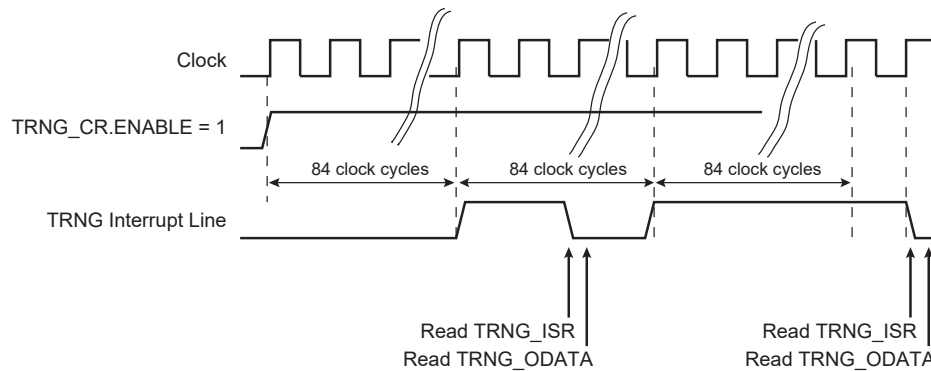 Clock
TRNG_CR.ENABLE = 1
84 clock cycles 84 clock cycles 84 clock cycles
TRNG Interrupt Line
Read TRNG_ISR Read TRNG_ISR
Read TRNG_ODATA Read TRNG_ODATA